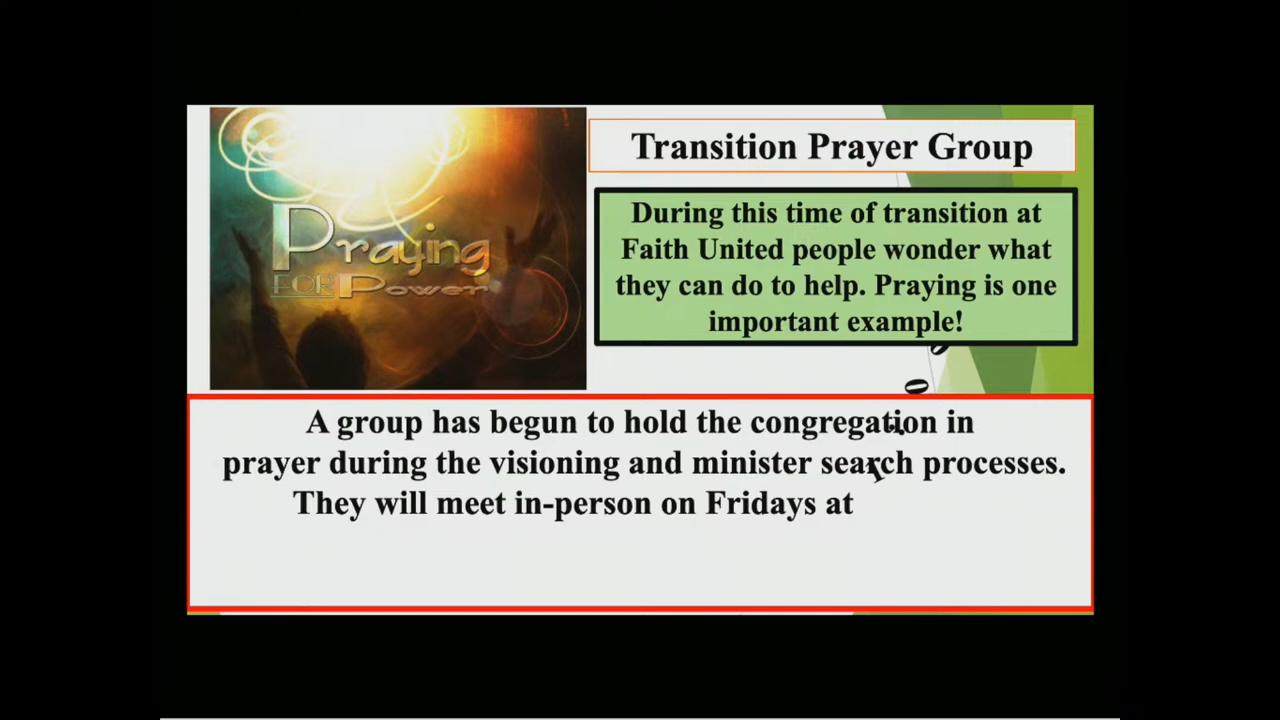 Praying
FOR Power
Transition Prayer Group
During this time of transition at
Faith United people wonder what
they can do to help. Praying is one
important example!
A group has begun to hold the congregation in
prayer during the visioning and minister search processes.
They will meet in-person on Fridays at